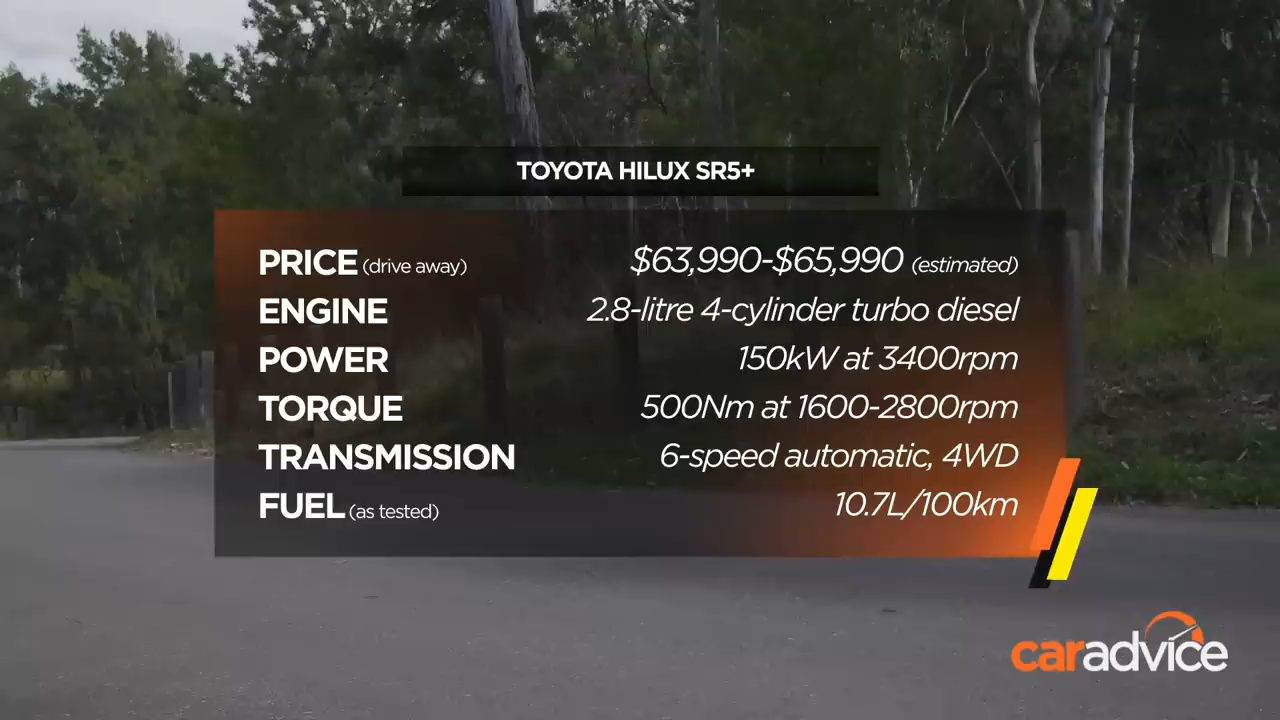 TOYOTA HILUX SR5+
PRICE (drive away) $63,990-$65,990 (estimated)
ENGINE 2.8-litre 4-cylinder turbo diesel
POWER 150kW at 3400rpm
TORQUE 500Nm at 1600-2800rpm
TRANSMISSION 6-speed automatic, 4WD
FUEL (as tested) 10.7L/100km
caradvice